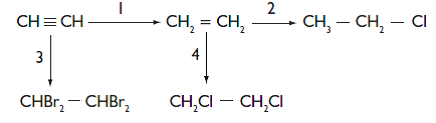 1 2
CH≡CH CH₂ = CH₂ CH₃ — CH₂ — Cl
3 4
CHBr₂ — CHBr₂ CH₂Cl — CH₂Cl